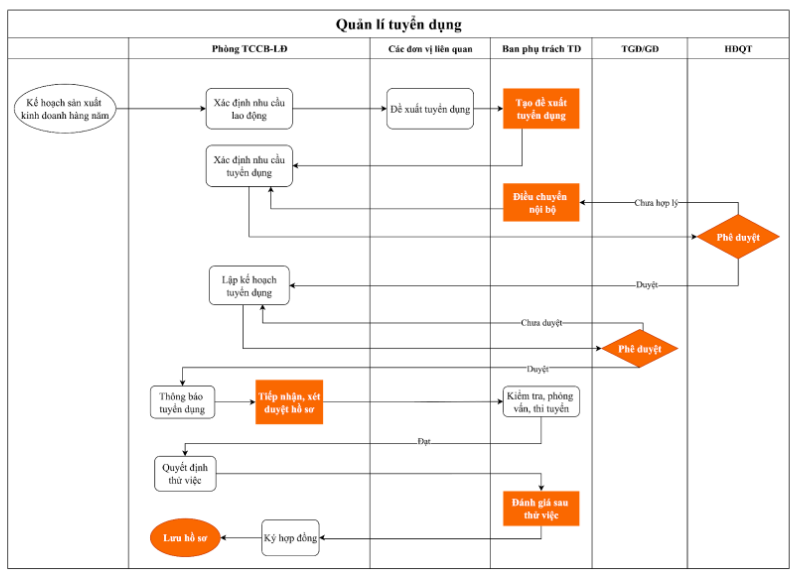 Quản lí tuyển dụng
Phòng TCCB-LĐ
Các đơn vị liên quan
Ban phụ trách TD
TGĐ/GĐ
HĐQT
Kế hoạch sản xuất
kinh doanh hàng năm
Xác định nhu cầu
lao động
Dề xuất tuyển dụng
Tạo đề xuất
tuyển dụng
Xác định nhu cầu
tuyển dụng
Điều chuyển
nội bộ
Chưa hợp lý
Phê duyệt
Lập kế hoạch
tuyển dụng
Duyệt
Chưa duyệt
Phê duyệt
Duyệt
Thông báo
tuyển dụng
Tiếp nhận, xét
duyệt hồ sơ
Kiểm tra, phỏng
vấn, thi tuyển
Đạt
Quyết định
thử việc
Đánh giá sau
thử việc
Lưu hồ sơ
Ký hợp đồng